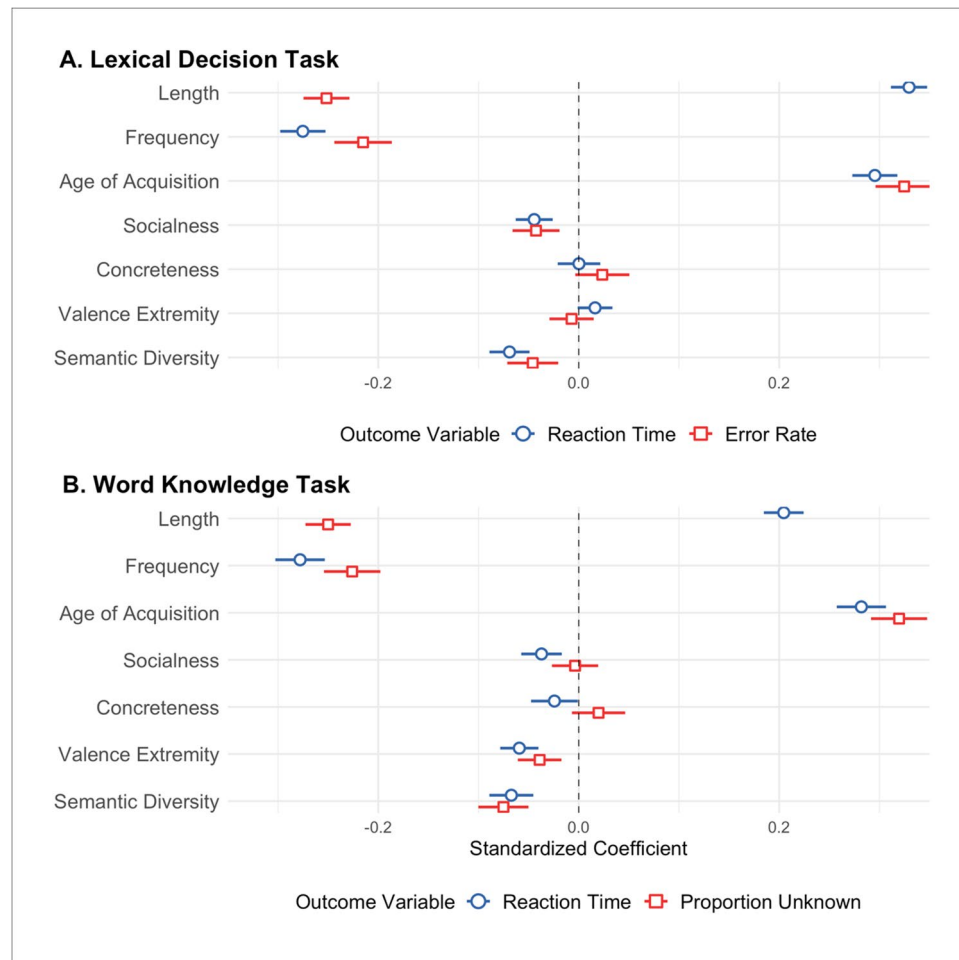 A. Lexical Decision Task
Length
Frequency
Age of Acquisition
Socialness
Concreteness
Valence Extremity
Semantic Diversity
-0.2 0.0 0.2
Outcome Variable Reaction Time Error Rate
B. Word Knowledge Task
Length
Frequency
Age of Acquisition
Socialness
Concreteness
Valence Extremity
Semantic Diversity
-0.2 0.0 0.2
Standardized Coefficient
Outcome Variable Reaction Time Proportion Unknown